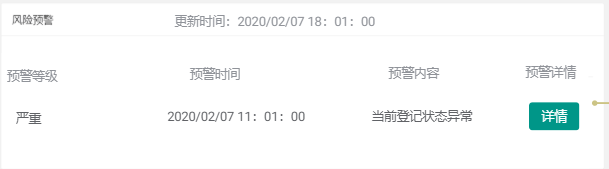 风险预警 更新时间：2020/02/07 18：01：00
预警等级 预警时间 预警内容 预警详情
严重 2020/02/07 11：01：00 当前登记状态异常 详情